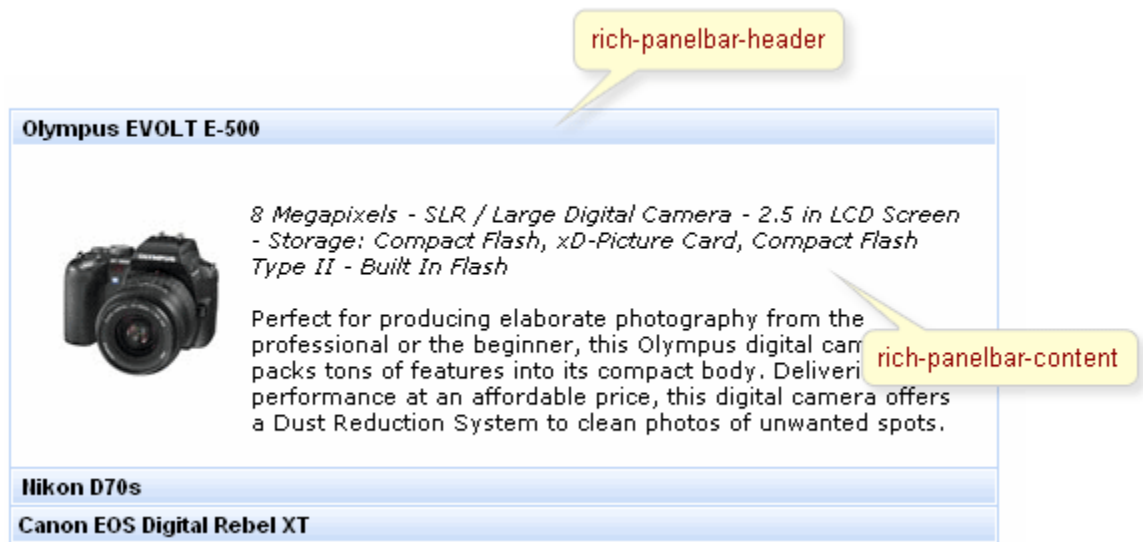 rich-panelbar-header
Olympus EVOLT E-500
8 Megapixels - SLR / Large Digital Camera - 2.5 in LCD Screen
- Storage: Compact Flash, xD-Picture Card, Compact Flash
Type II - Built In Flash
Perfect for producing elaborate photography from the
professional or the beginner, this Olympus digital
rich-panelbar-content
packs tons of features into its compact body.
performance at an affordable price, this digital camera offers
a Dust Reduction System to clean photos of unwanted spots.
Nikon D70s
Canon EOS Digital Rebel XT